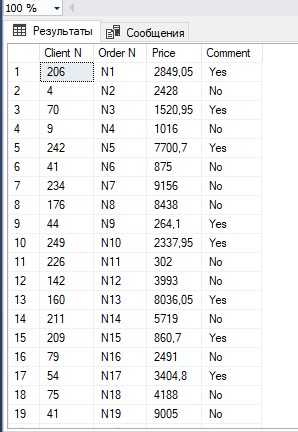 100 %
Результаты Сообщения
Client N Order N Price Comment
1 206 N1 2849,05 Yes
2 4 N2 2428 No
3 70 N3 1520,95 Yes
4 9 N4 1016 No
5 242 N5 7700,7 Yes
6 41 N6 875 No
7 234 N7 9156 No
8 176 N8 8438 No
9 44 N9 264,1 Yes
10 249 N10 2337,95 Yes
11 226 N11 302 No
12 142 N12 3993 No
13 160 N13 8036,05 Yes
14 211 N14 5719 No
15 209 N15 860,7 Yes
16 79 N16 2491 No
17 54 N17 3404,8 Yes
18 75 N18 4188 No
19 41 N19 9005 No